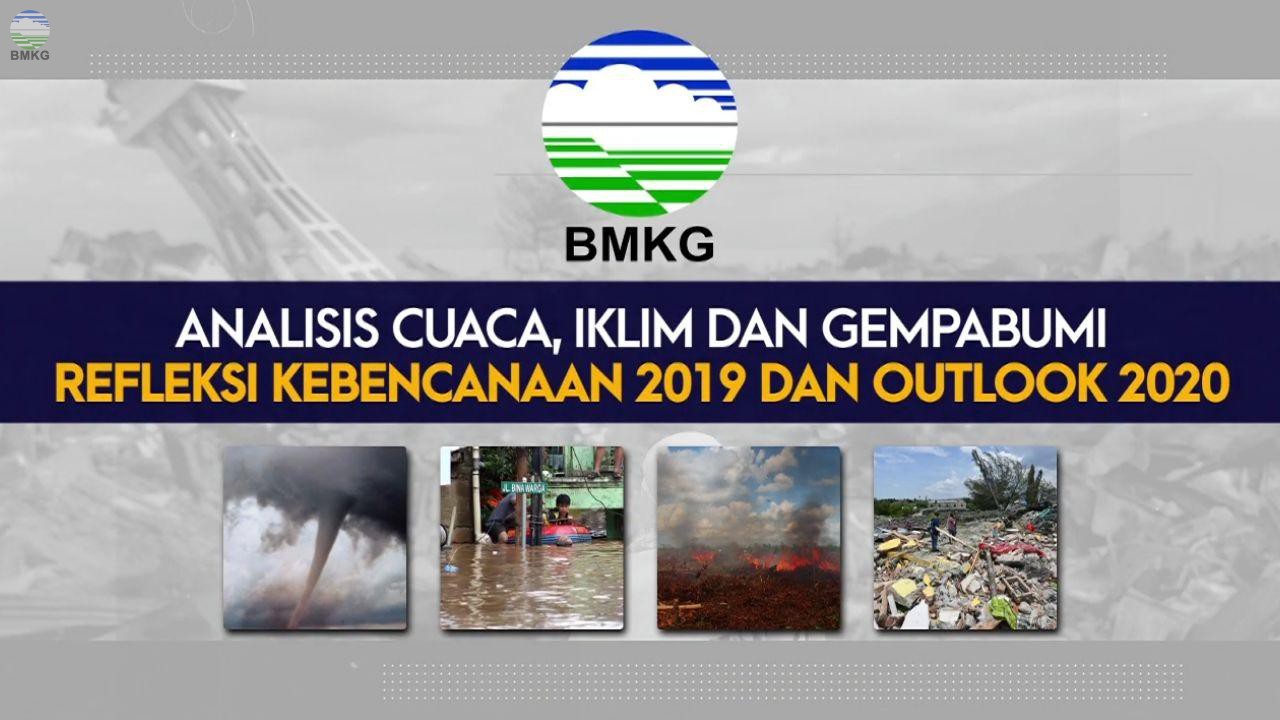 BMKG
BMKG
ANALISIS CUACA, IKLIM DAN GEMPABUMI
REFLEKSI KEBENCANAAN 2019 DAN OUTLOOK 2020
JL. BINA WARGA